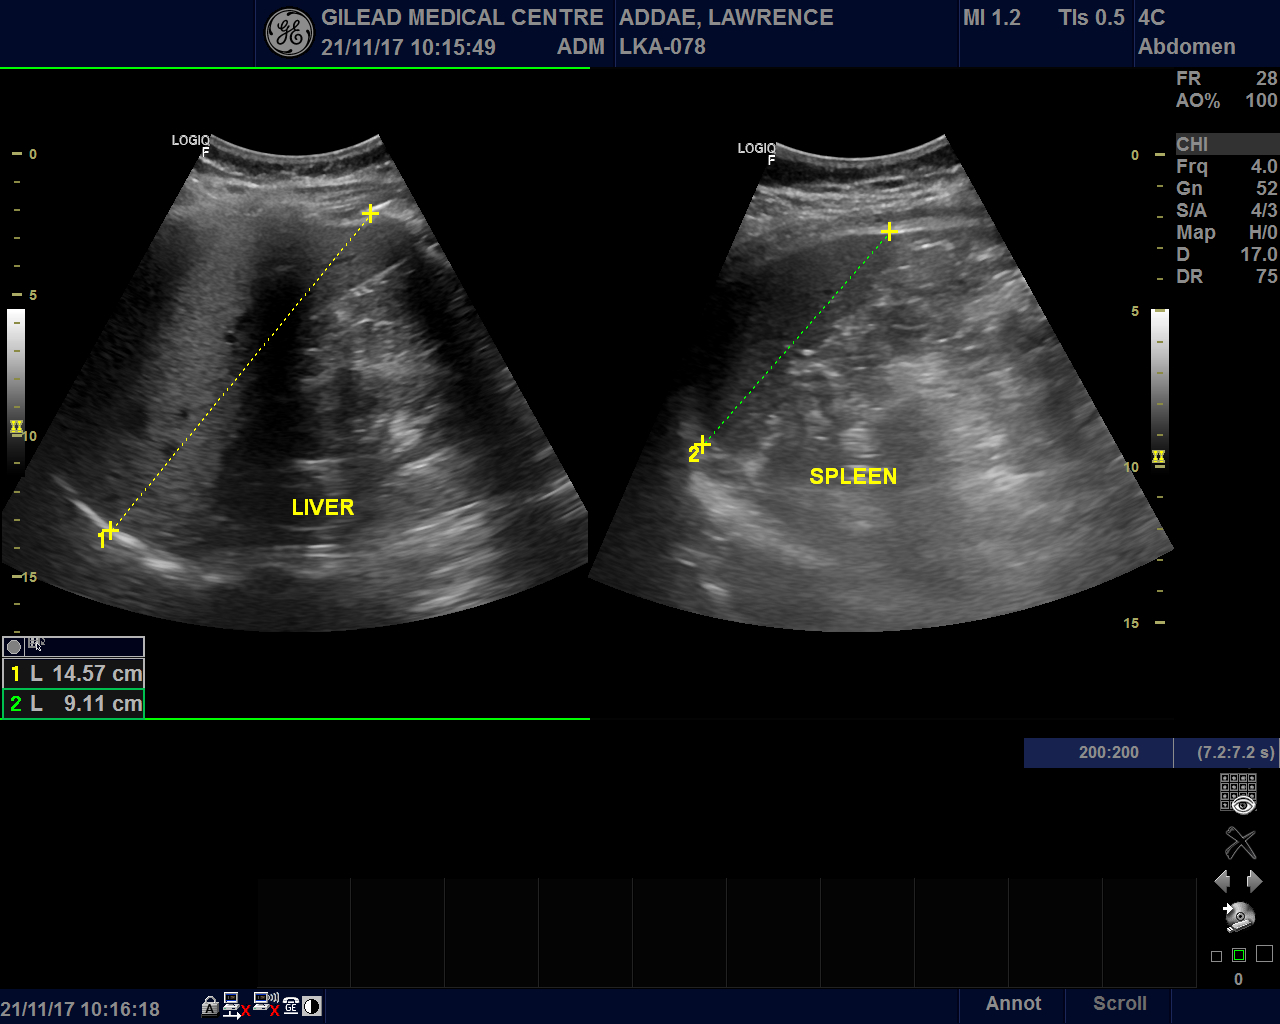 GILEAD MEDICAL CENTRE
21/11/17 10:15:49 ADM
ADDAE, LAWRENCE
LKA-078
MI 1.2 TIs 0.5
4C
Abdomen
FR 28
AO% 100
CHI
Frq 4.0
Gn 52
S/A 4/3
Map H/0
D 17.0
DR 75
LOGIQ
F
0
5
10
15
1
LIVER
LOGIQ
F
0
5
10
15
2
SPLEEN
1 L 14.57 cm
2 L 9.11 cm
200:200 (7.2:7.2 s)
0
21/11/17 10:16:18
A
GE
Annot Scroll